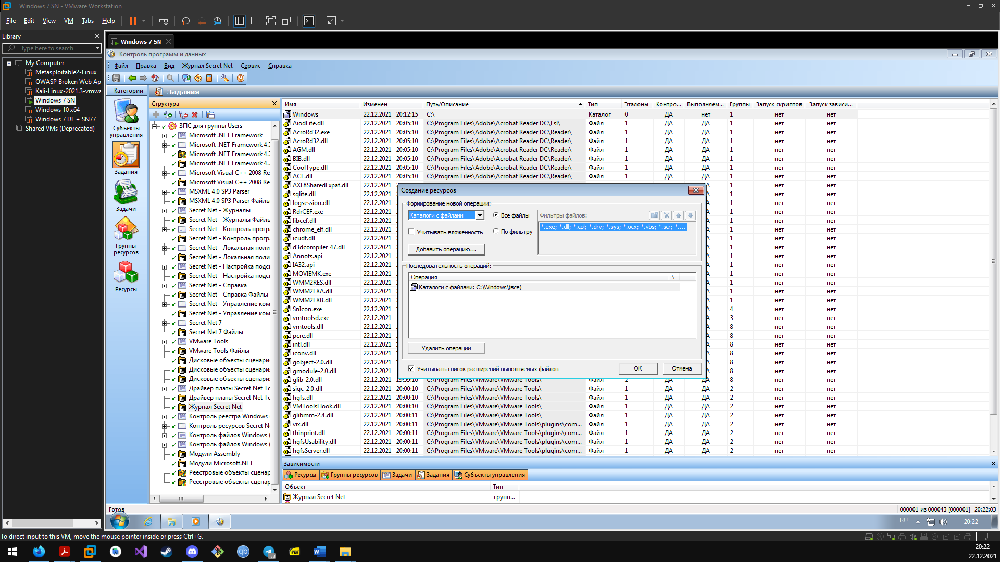 Windows 7 SN - VMware Workstation
File Edit View VM Tabs Help
Library
Type here to search
My Computer
Metasploitable2-Linux
OWASP Broken Web Ap
Kali-Linux-2021.3-vmwa
Windows 7 SN
Windows 10 x64
Windows 7 DL + SN77
Shared VMs (Deprecated)
Windows 7 SN
Контроль программ и данных
Файл Правка Вид Журнал Secret Net Сервис Справка
Категории
Субъекты управления
Задания
Задачи
Группы ресурсов
Ресурсы
Задания
Структура
ЗПС для группы Users
Microsoft .NET Framework
Microsoft .NET Framework 4.7
Microsoft .NET Framework 4.7
Microsoft .NET Framework 4.7
Microsoft Visual C++ 2008 Re
Microsoft Visual C++ 2008 Re
MSXML 4.0 SP3 Parser
MSXML 4.0 SP3 Parser Файлы
Secret Net - Журналы
Secret Net - Журналы Файлы
Secret Net - Контроль програ
Secret Net - Контроль програ
Secret Net - Локальная поли
Secret Net - Локальная поли
Secret Net - Настройка подси
Secret Net - Настройка подси
Secret Net - Справка
Secret Net - Справка Файлы
Secret Net - Управление ком
Secret Net - Управление ком
Secret Net 7
Secret Net 7 Файлы
VMware Tools
VMware Tools Файлы
Дисковые объекты сценария
Дисковые объекты сценария
Дисковые объекты сценария
Драйвер платы Secret Net To
Драйвер платы Secret Net To
Журнал Secret Net
Контроль реестра Windows (
Контроль ресурсов Secret Ne
Контроль файлов Windows (
Контроль файлов Windows (
Модули Assembly
Модули Microsoft.NET
Реестровые объекты сценар
Реестровые объекты сценар
Имя Изменен Путь/Описание Тип Эталоны Контро... Выполняем... Группы Запуск скриптов Запуск зависи...
Windows 22.12.2021 20:12:15 C:\ Каталог 0 ДА нет 1 нет нет
AiodLite.dll 22.12.2021 20:05:10 C:\Program Files\Adobe\Acrobat Reader DC\Esl\ Файл 1 ДА ДА 1 нет нет
AcroRd32.exe 22.12.2021 20:05:10 C:\Program Files\Adobe\Acrobat Reader DC\Reader\ Файл 1 ДА ДА 1 нет нет
AcroRd32.dll 22.12.2021 20:05:10 C:\Program Files\Adobe\Acrobat Reader DC\Reader\ Файл 1 ДА ДА 1 нет нет
AGM.dll 22.12.2021 20:05:10 C:\Program Files\Adobe\Acrobat Reader DC\Reader\ Файл 1 ДА ДА 1 нет нет
BIB.dll 22.12.2021 20:05:10 C:\Program Files\Adobe\Acrobat Reader DC\Reader\ Файл 1 ДА ДА 1 нет нет
CoolType.dll 22.12.2021 20:05:10 C:\Program Files\Adobe\Acrobat Reader DC\Reader\ Файл 1 ДА ДА 1 нет нет
ACE.dll 22.12.2021 20:05:10 C:\Program Files\Adobe\Acrobat Reader DC\Reader\ Файл 1 ДА ДА 1 нет нет
AXE8SharedExpat.dll 22.12.2021 1 нет нет
sqlite.dll 22.12.2021 1 нет нет
logsession.dll 22.12.2021 1 нет нет
RdrCEF.exe 22.12.2021 1 нет нет
libcef.dll 22.12.2021 1 нет нет
chrome_elf.dll 22.12.2021 1 нет нет
icudt.dll 22.12.2021 1 нет нет
d3dcompiler_47.dll 22.12.2021 1 нет нет
Annots.api 22.12.2021 1 нет нет
IA32.api 22.12.2021 1 нет нет
MOVIEMK.exe 22.12.2021 1 нет нет
WMM2RES.dll 22.12.2021 1 нет нет
WMM2FXA.dll 22.12.2021 1 нет нет
WMM2FXB.dll 22.12.2021 1 нет нет
SnIcon.exe 22.12.2021 4 нет нет
vmtoolsd.exe 22.12.2021 3 нет нет
vmtools.dll 22.12.2021 8 нет нет
pcre.dll 22.12.2021 8 нет нет
intl.dll 22.12.2021 8 нет нет
iconv.dll 22.12.2021 8 нет нет
gobject-2.0.dll 22.12.2021 8 нет нет
gmodule-2.0.dll 22.12.2021 8 нет нет
glib-2.0.dll 22.12.2021 19:59:16 C:\Program Files\VMware\VMware Tools\ Файл 2 ДА ДА 8 нет нет
sigc-2.0.dll 22.12.2021 20:00:10 C:\Program Files\VMware\VMware Tools\ Файл 1 ДА ДА 2 нет нет
hgfs.dll 22.12.2021 20:00:10 C:\Program Files\VMware\VMware Tools\ Файл 1 ДА ДА 2 нет нет
VMToolsHook.dll 22.12.2021 20:00:10 C:\Program Files\VMware\VMware Tools\ Файл 1 ДА ДА 2 нет нет
glibmm-2.4.dll 22.12.2021 20:00:11 C:\Program Files\VMware\VMware Tools\ Файл 1 ДА ДА 2 нет нет
vix.dll 22.12.2021 20:00:11 C:\Program Files\VMware\VMware Tools\plugins\com... Файл 1 ДА ДА 2 нет нет
thinprint.dll 22.12.2021 20:00:11 C:\Program Files\VMware\VMware Tools\plugins\com... Файл 1 ДА ДА 2 нет нет
hgfsUsability.dll 22.12.2021 20:00:11 C:\Program Files\VMware\VMware Tools\plugins\com... Файл 1 ДА ДА 2 нет нет
hgfsServer.dll 22.12.2021 20:00:11 C:\Program Files\VMware\VMware Tools\plugins\com... Файл 1 ДА ДА 2 нет нет
Создание ресурсов
Формирование новой операции:
Каталоги с файлами Все файлы Фильтры файлов:
Учитывать вложенность По фильтру *.exe; *.dll; *.cpl; *.drv; *.sys; *.ocx; *.vbs; *.scr; *....
Добавить операцию...
Последовательность операций:
Операция \
Каталоги с файлами: C:\Windows\(все)
Удалить операции
Учитывать список расширений выполняемых файлов OK Отмена
Зависимости
Ресурсы Группы ресурсов Задачи Задания Субъекты управления
Объект Тип
Журнал Secret Net групп...
Готов 000001 из 000043 [000001] 20:22:03
RU 20:22
To direct input to this VM, move the mouse pointer inside or press Ctrl+G.
qb 53 PDF W
20:22
22.12.2021